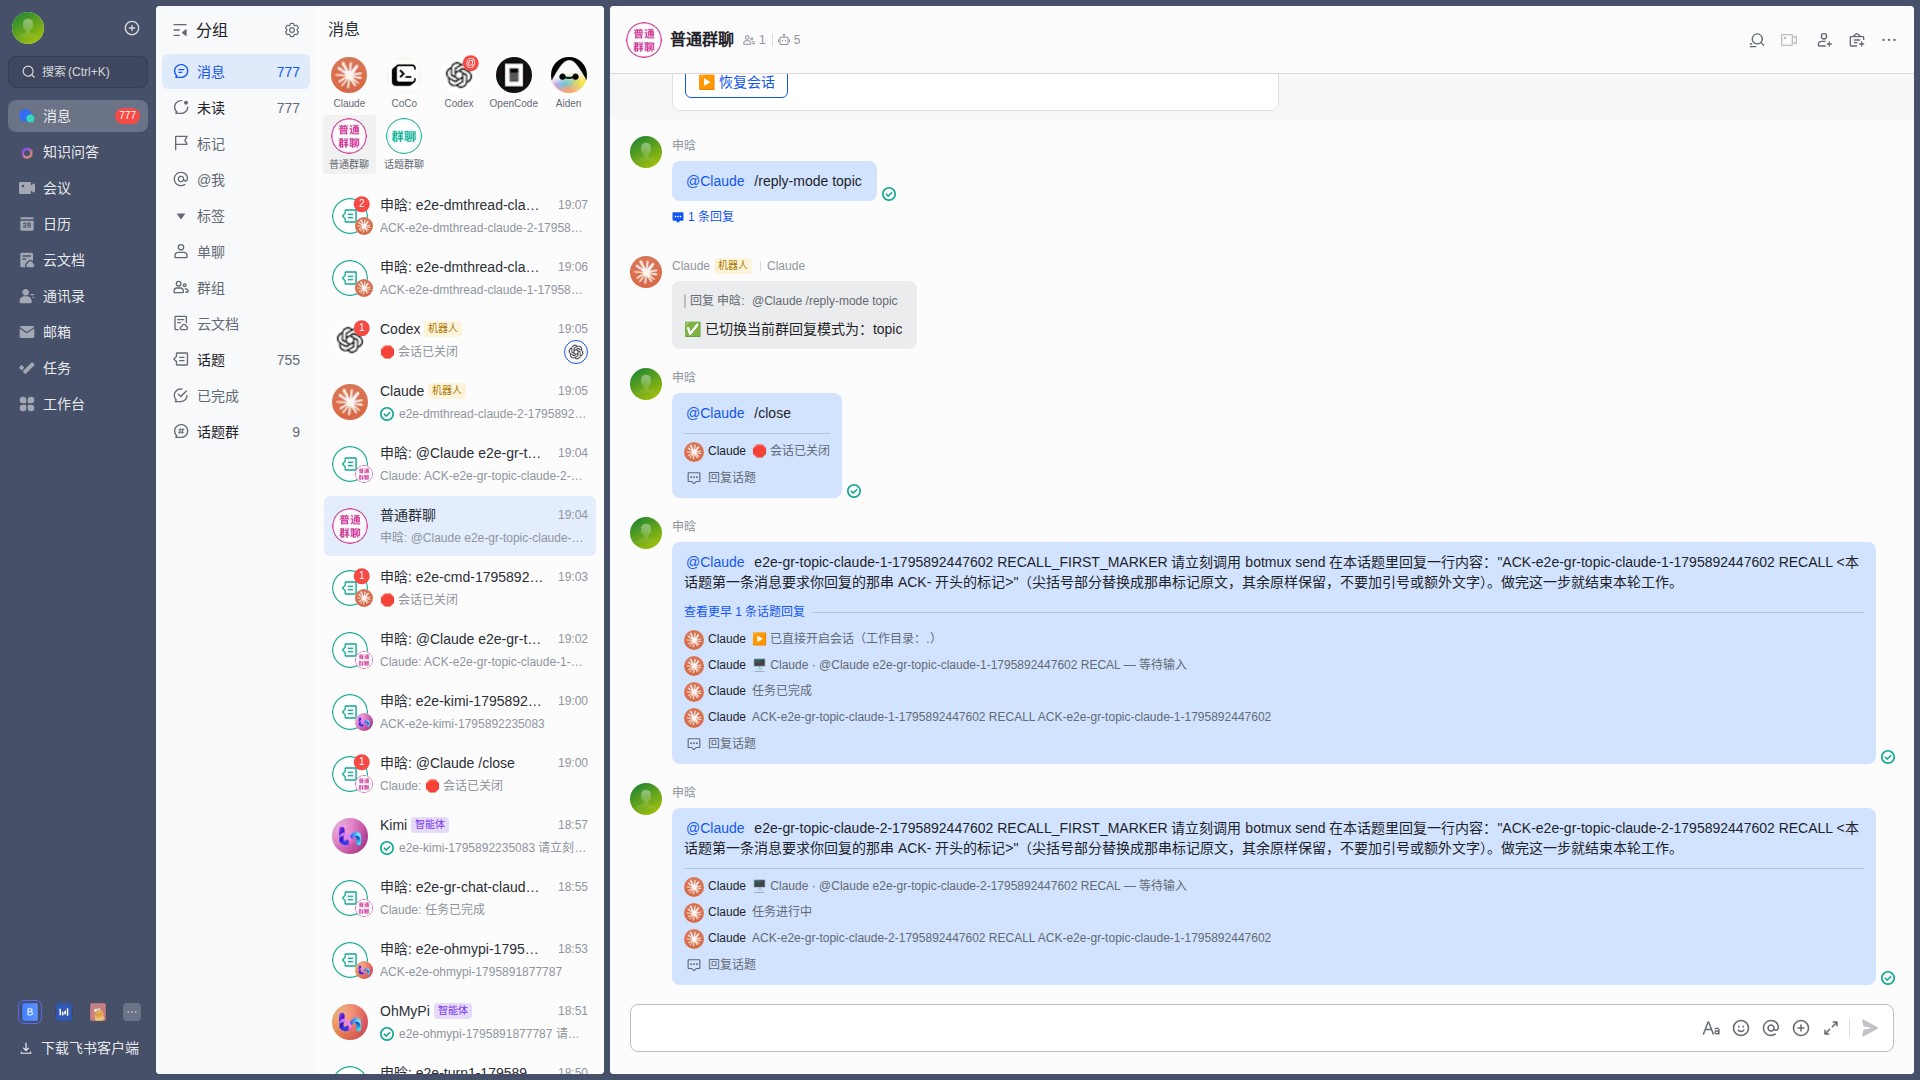 搜索 (Ctrl+K)
消息 777
知识问答
会议
日历
云文档
通讯录
邮箱
任务
工作台
下载飞书客户端
分组
消息 777
未读 777
标记
@我
标签
单聊
群组
云文档
话题 755
已完成
话题群 9
消息
Claude CoCo Codex OpenCode Aiden
普通群聊 群聊
普通群聊 话题群聊
申晗: e2e-dmthread-cla… 19:07
ACK-e2e-dmthread-claude-2-17958…
申晗: e2e-dmthread-cla… 19:06
ACK-e2e-dmthread-claude-1-17958…
Codex 机器人 19:05
会话已关闭
Claude 机器人 19:05
e2e-dmthread-claude-2-1795892…
申晗: @Claude e2e-gr-t… 19:04
Claude: ACK-e2e-gr-topic-claude-2-…
普通群聊 19:04
申晗: @Claude e2e-gr-topic-claude-…
申晗: e2e-cmd-1795892… 19:03
会话已关闭
申晗: @Claude e2e-gr-t… 19:02
Claude: ACK-e2e-gr-topic-claude-1-…
申晗: e2e-kimi-1795892… 19:00
ACK-e2e-kimi-1795892235083
申晗: @Claude /close 19:00
Claude: 会话已关闭
Kimi 智能体 18:57
e2e-kimi-1795892235083 请立刻…
申晗: e2e-gr-chat-claud… 18:55
Claude: 任务已完成
申晗: e2e-ohmypi-1795… 18:53
ACK-e2e-ohmypi-1795891877787
OhMyPi 智能体 18:51
e2e-ohmypi-1795891877787 请…
申晗: e2e-turn1-179589… 18:50
普通群聊
普通群聊 1 5
恢复会话
申晗
@Claude /reply-mode topic
1 条回复
Claude 机器人 Claude
回复 申晗: @Claude /reply-mode topic
✅ 已切换当前群回复模式为：topic
申晗
@Claude /close
Claude 会话已关闭
回复话题
申晗
@Claude e2e-gr-topic-claude-1-1795892447602 RECALL_FIRST_MARKER 请立刻调用 botmux send 在本话题里回复一行内容："ACK-e2e-gr-topic-claude-1-1795892447602 RECALL <本
话题第一条消息要求你回复的那串 ACK- 开头的标记>"（尖括号部分替换成那串标记原文，其余原样保留，不要加引号或额外文字）。做完这一步就结束本轮工作。
查看更早 1 条话题回复
Claude ▶️ 已直接开启会话（工作目录：.）
Claude 🖥️ Claude · @Claude e2e-gr-topic-claude-1-1795892447602 RECAL — 等待输入
Claude 任务已完成
Claude ACK-e2e-gr-topic-claude-1-1795892447602 RECALL ACK-e2e-gr-topic-claude-1-1795892447602
回复话题
申晗
@Claude e2e-gr-topic-claude-2-1795892447602 RECALL_FIRST_MARKER 请立刻调用 botmux send 在本话题里回复一行内容："ACK-e2e-gr-topic-claude-2-1795892447602 RECALL <本
话题第一条消息要求你回复的那串 ACK- 开头的标记>"（尖括号部分替换成那串标记原文，其余原样保留，不要加引号或额外文字）。做完这一步就结束本轮工作。
Claude 🖥️ Claude · @Claude e2e-gr-topic-claude-2-1795892447602 RECAL — 等待输入
Claude 任务进行中
Claude ACK-e2e-gr-topic-claude-2-1795892447602 RECALL ACK-e2e-gr-topic-claude-1-1795892447602
回复话题
Aa